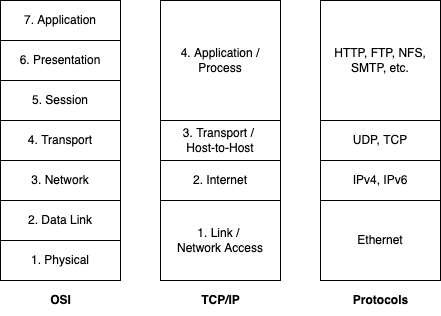 7. Application
6. Presentation
5. Session
4. Transport
3. Network
2. Data Link
1. Physical
OSI
4. Application /
Process
3. Transport /
Host-to-Host
2. Internet
1. Link /
Network Access
TCP/IP
HTTP, FTP, NFS,
SMTP, etc.
UDP, TCP
IPv4, IPv6
Ethernet
Protocols